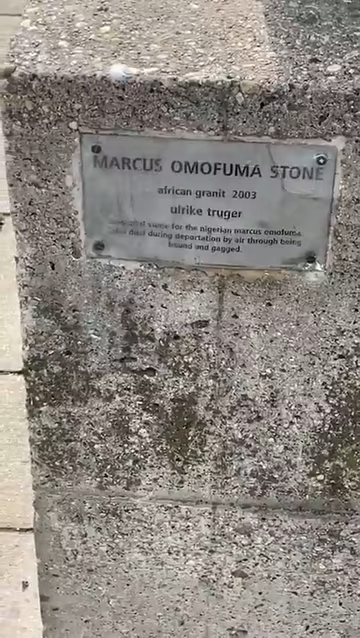 MARCUS OMOFUMA STONE
african granit 2003
ulrike truger
stone for the nigerian marcus omofuma,
died during deportation by air through being
bound and gagged.